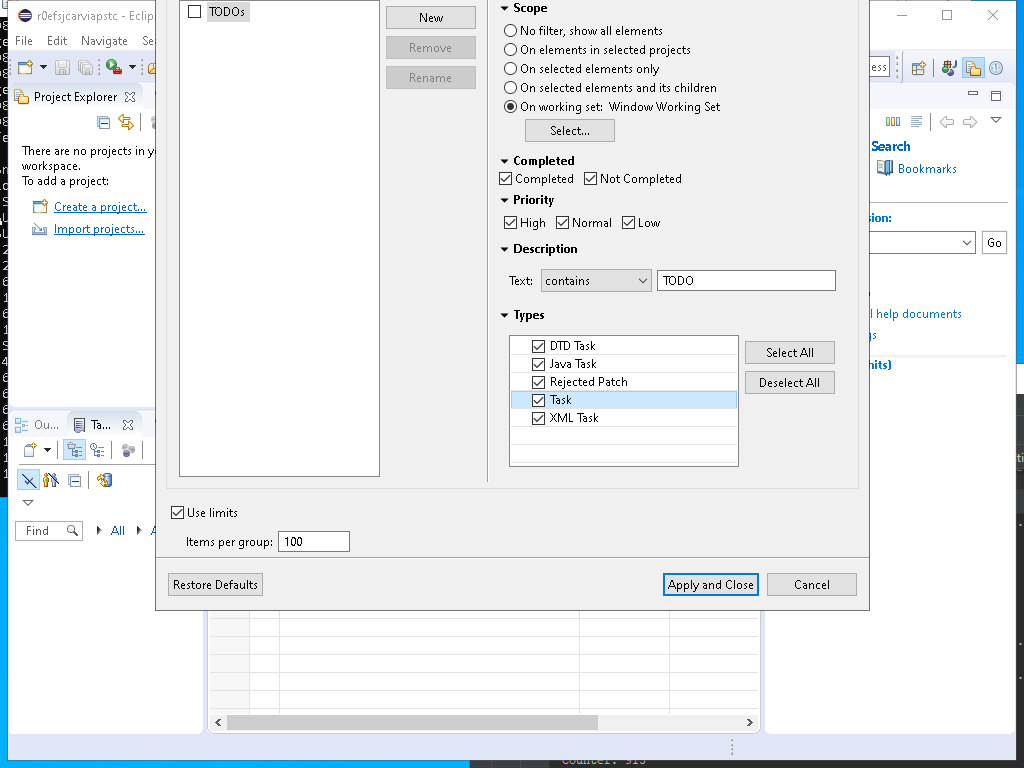 r0efsjcarviapstc - Eclip
File Edit Navigate Se
Project Explorer
There are no projects in y
workspace.
To add a project:
Create a project...
Import projects...
Ou...
Ta...
Find
All
TODOs
New
Remove
Rename
Scope
No filter, show all elements
On elements in selected projects
On selected elements only
On selected elements and its children
On working set: Window Working Set
Select...
Completed
Completed Not Completed
Priority
High Normal Low
Description
Text: contains TODO
Types
DTD Task
Java Task
Rejected Patch
Task
XML Task
Select All
Deselect All
Use limits
Items per group: 100
Restore Defaults
Apply and Close
Cancel
ess
Search
Bookmarks
sion:
Go
l help documents
gs
hits)
Counter: 913